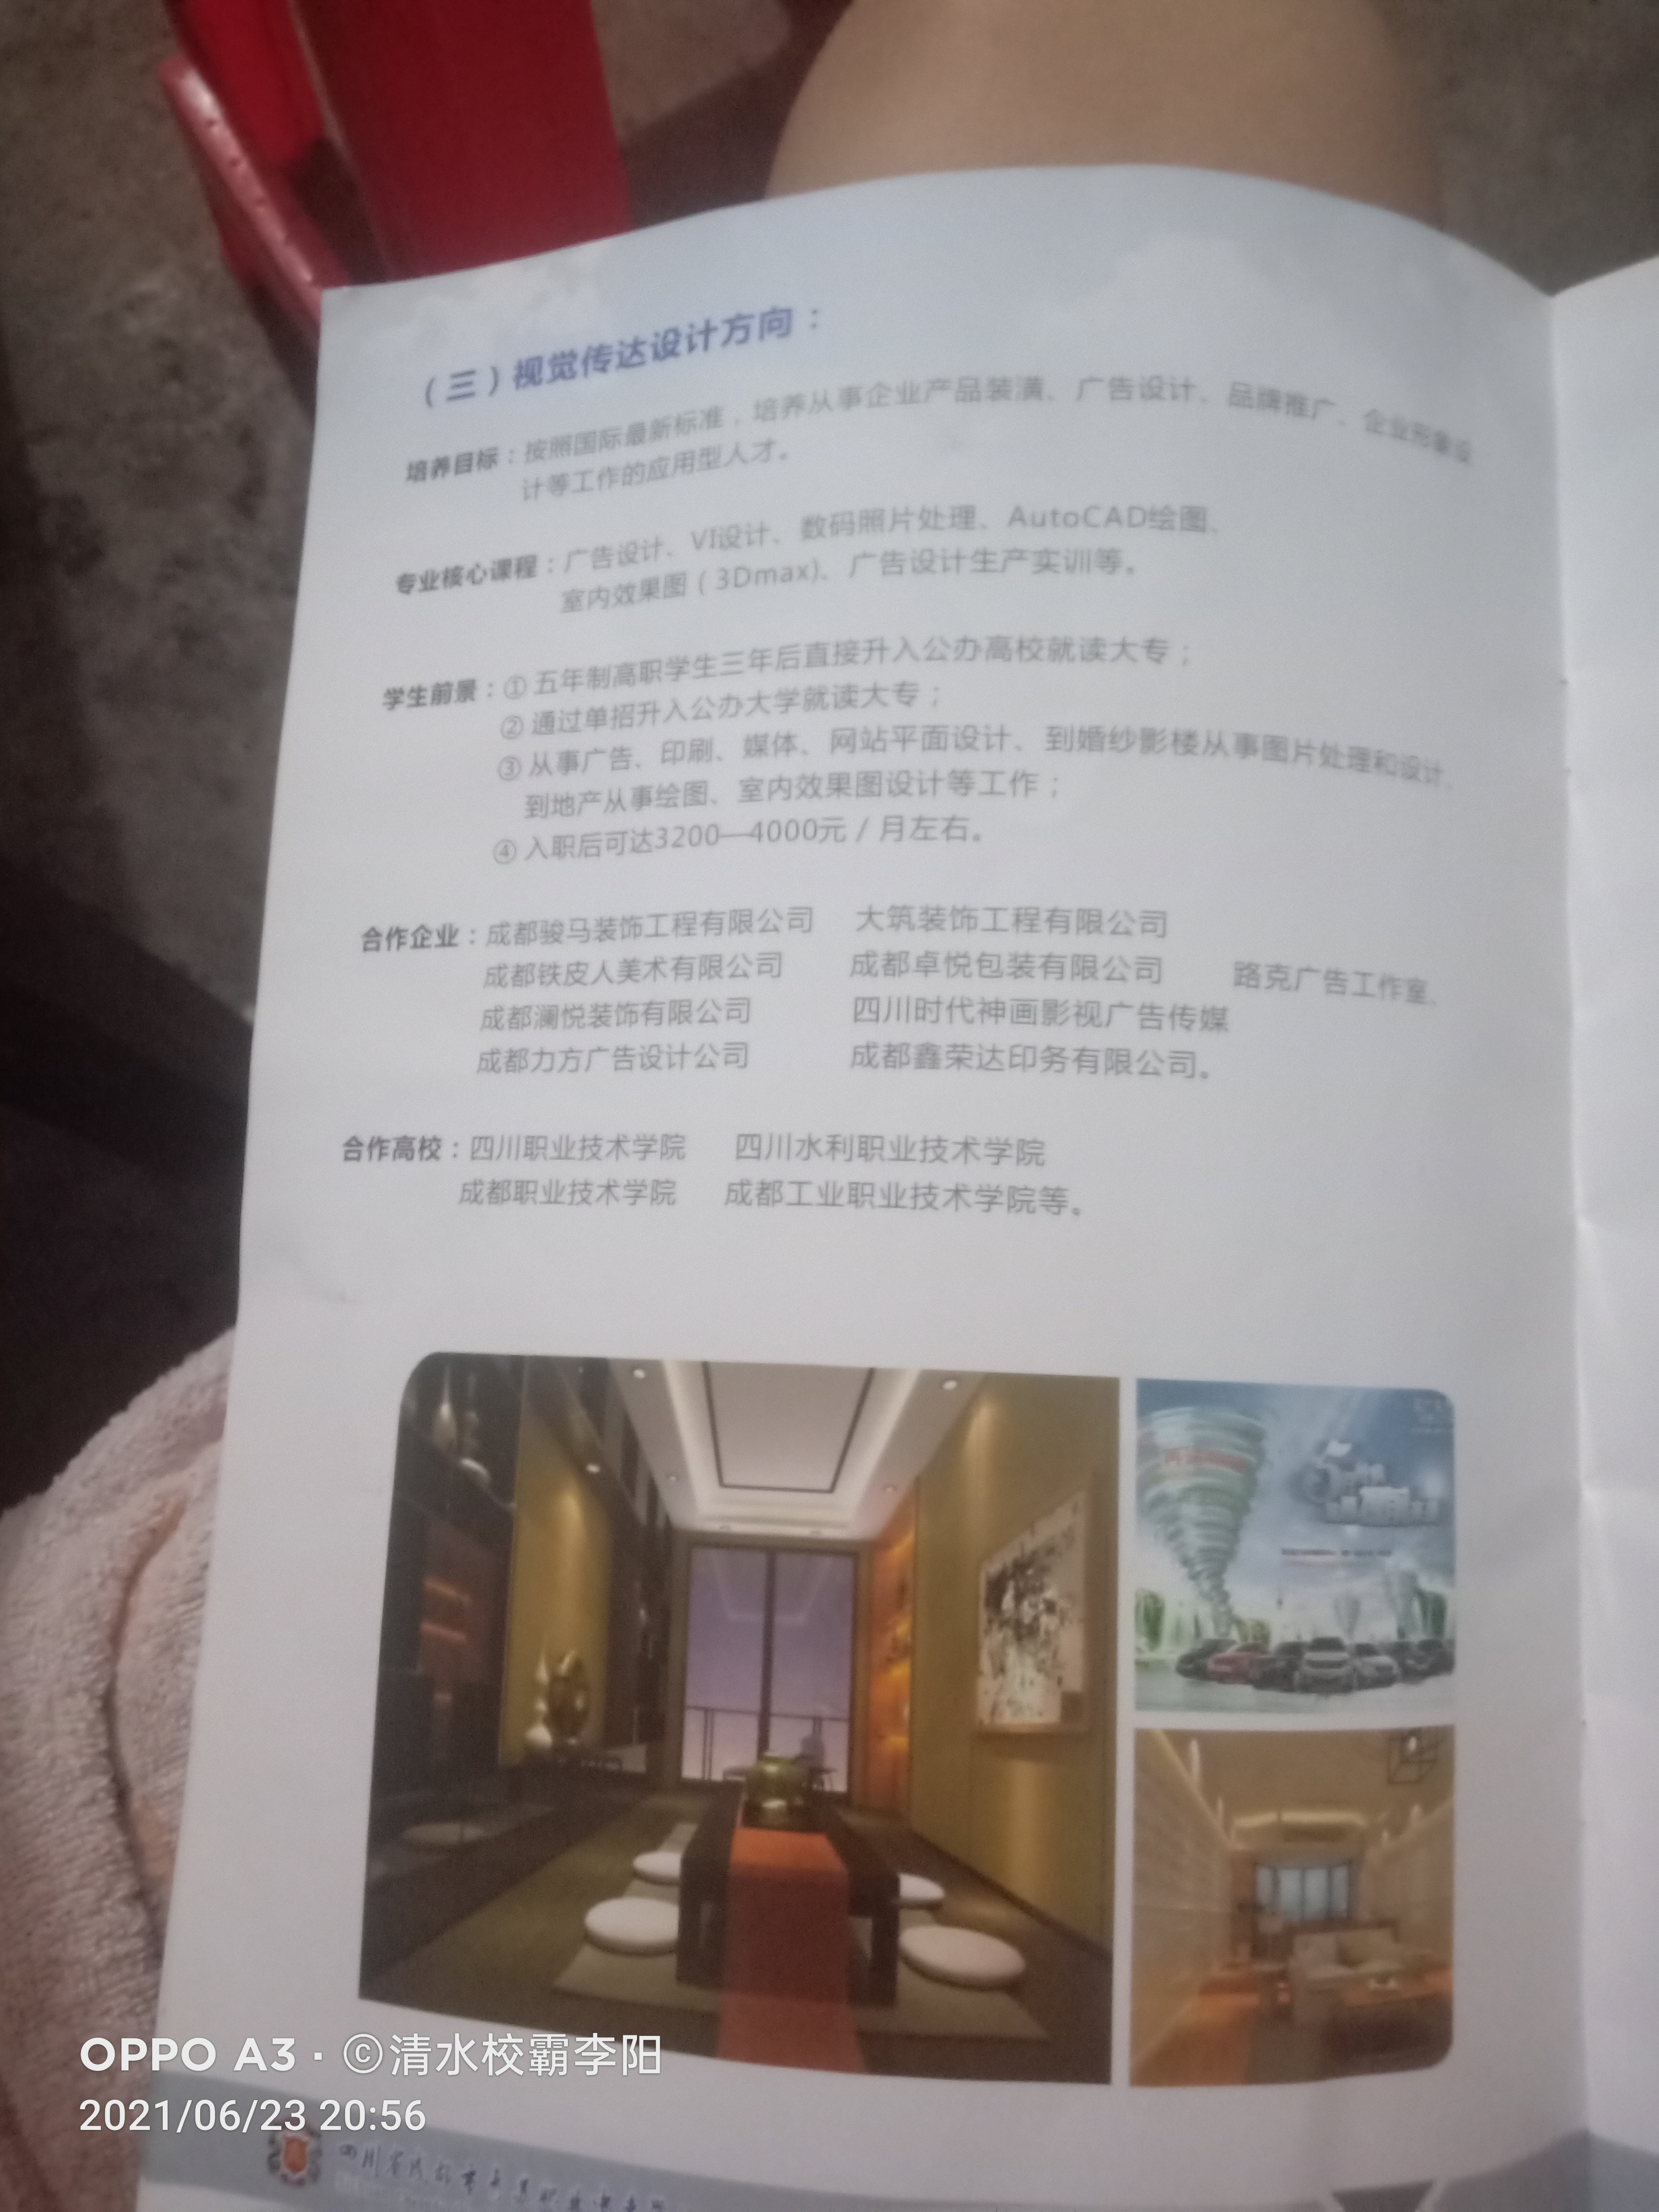 （三）视觉传达设计方向：
培养目标：按照国际最新标准，培养从事企业产品装潢、广告设计、品牌推广、企业形象设
计等工作的应用型人才。
专业核心课程：广告设计、VI设计、数码照片处理、AutoCAD绘图、
室内效果图（3Dmax)、广告设计生产实训等。
学生前景：① 五年制高职学生三年后直接升入公办高校就读大专；
② 通过单招升入公办大学就读大专；
③ 从事广告、印刷、媒体、网站平面设计、到婚纱影楼从事图片处理和设计、
到地产从事绘图、室内效果图设计等工作；
④ 入职后可达3200—4000元 / 月左右。
合作企业：成都骏马装饰工程有限公司 大筑装饰工程有限公司
成都铁皮人美术有限公司 成都卓悦包装有限公司 路克广告工作室、
成都澜悦装饰有限公司 四川时代神画影视广告传媒
成都力方广告设计公司 成都鑫荣达印务有限公司。
合作高校：四川职业技术学院 四川水利职业技术学院
成都职业技术学院 成都工业职业技术学院等。
OPPO A3 · ©清水校霸李阳
2021/06/23 20:56
四川省成都市